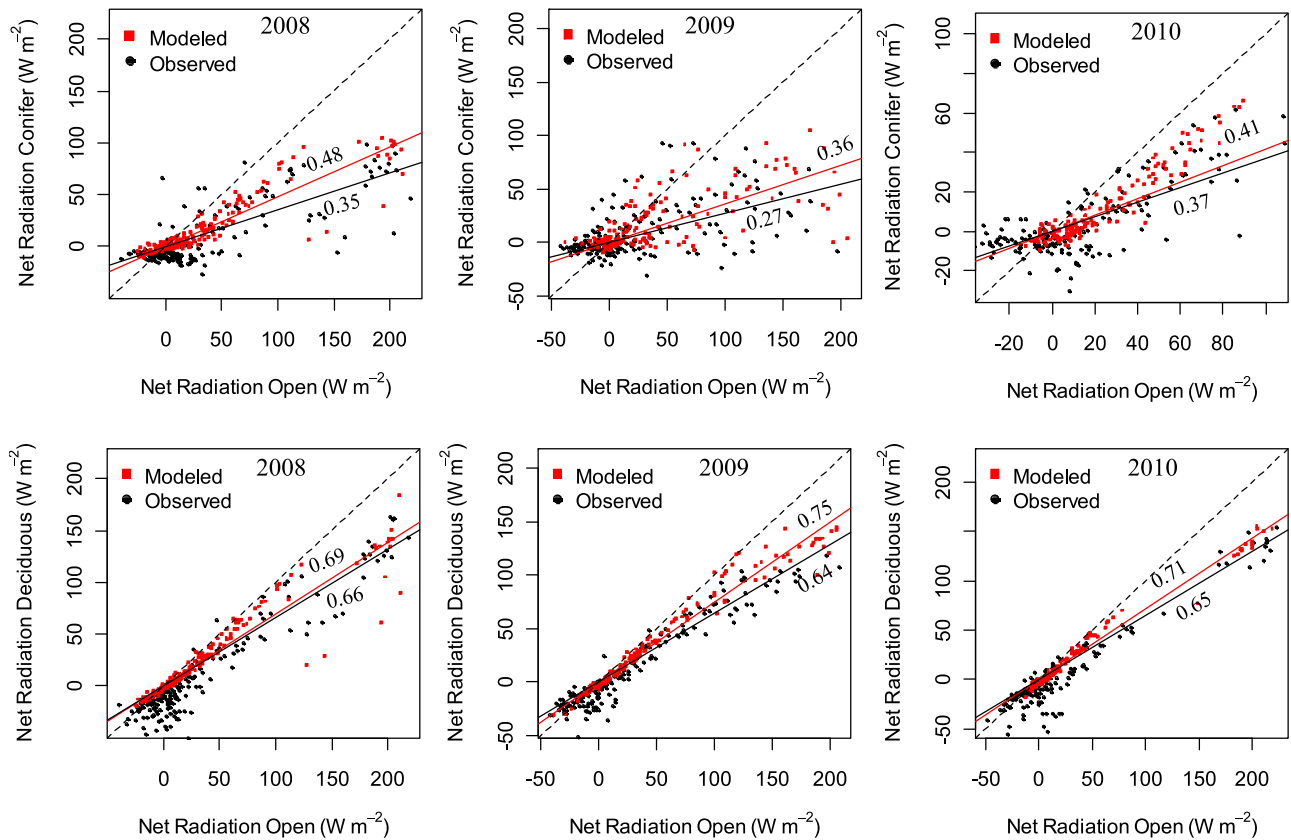 2008
Modeled
Observed
0.48
0.35
200
150
100
50
0
Net Radiation Conifer (W m⁻²)
0 50 100 150 200
Net Radiation Open (W m⁻²)
2009
Modeled
Observed
0.36
0.27
200
150
100
50
0
-50
Net Radiation Conifer (W m⁻²)
-50 0 50 100 150 200
Net Radiation Open (W m⁻²)
2010
Modeled
Observed
0.41
0.37
100
60
20
0
-20
Net Radiation Conifer (W m⁻²)
-20 0 20 40 60 80
Net Radiation Open (W m⁻²)
2008
Modeled
Observed
0.69
0.66
200
150
100
50
0
Net Radiation Deciduous (W m⁻²)
0 50 100 150 200
Net Radiation Open (W m⁻²)
2009
Modeled
Observed
0.75
0.64
200
150
100
50
0
-50
Net Radiation Deciduous (W m⁻²)
-50 0 50 100 150 200
Net Radiation Open (W m⁻²)
2010
Modeled
Observed
0.71
0.65
200
150
100
50
0
-50
Net Radiation Deciduous (W m⁻²)
-50 0 50 100 150 200
Net Radiation Open (W m⁻²)